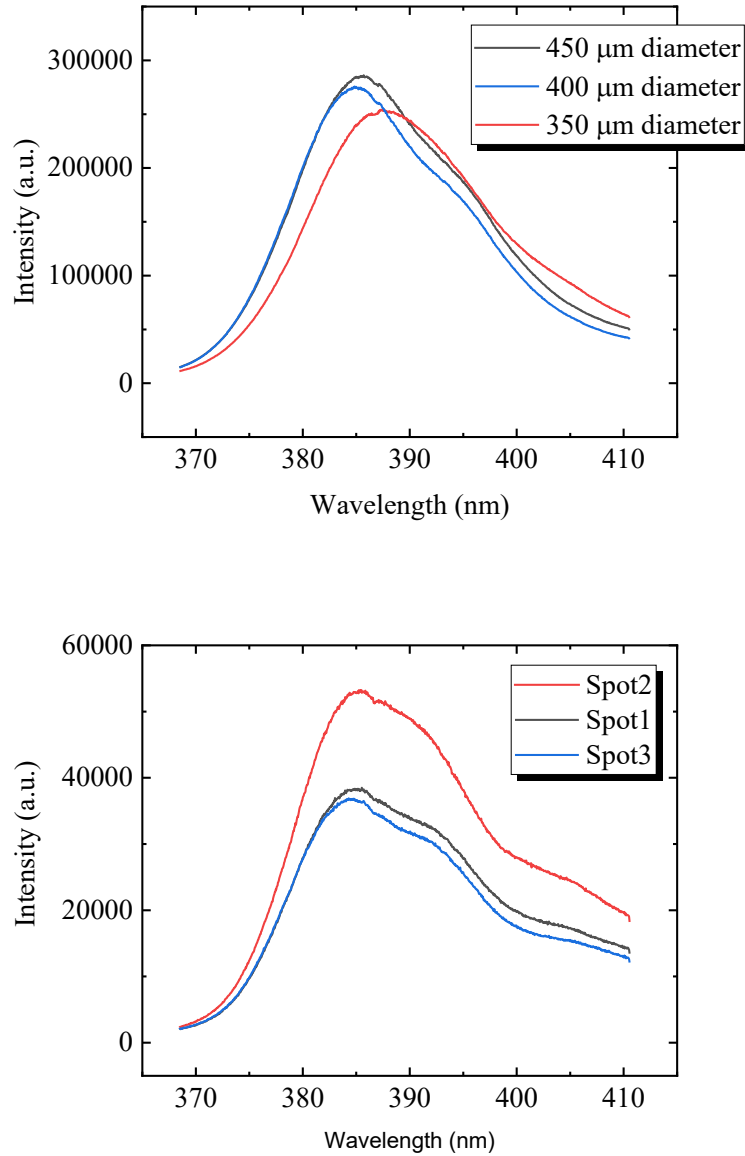 300000
200000
100000
0
Intensity (a.u.)
450 μm diameter
400 μm diameter
350 μm diameter
370 380 390 400 410
Wavelength (nm)
60000
40000
20000
0
Intensity (a.u.)
Spot2
Spot1
Spot3
370 380 390 400 410
Wavelength (nm)